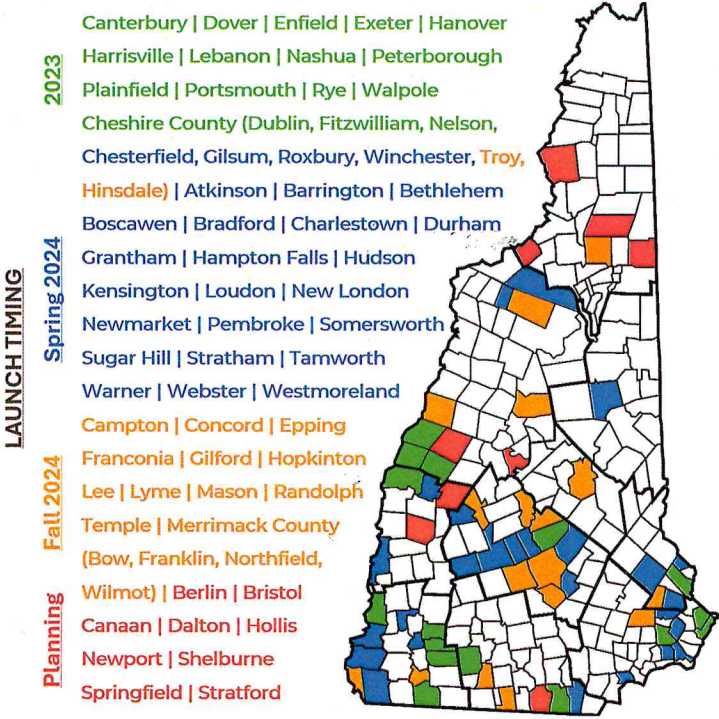 LAUNCH TIMING
2023
Canterbury | Dover | Enfield | Exeter | Hanover
Harrisville | Lebanon | Nashua | Peterborough
Plainfield | Portsmouth | Rye | Walpole
Cheshire County (Dublin, Fitzwilliam, Nelson,
Chesterfield, Gilsum, Roxbury, Winchester, Troy,
Hinsdale) | Atkinson | Barrington | Bethlehem
Spring 2024
Boscawen | Bradford | Charlestown | Durham
Grantham | Hampton Falls | Hudson
Kensington | Loudon | New London
Newmarket | Pembroke | Somersworth
Sugar Hill | Stratham | Tamworth
Warner | Webster | Westmoreland
Fall 2024
Campton | Concord | Epping
Franconia | Gilford | Hopkinton
Lee | Lyme | Mason | Randolph
Temple | Merrimack County
(Bow, Franklin, Northfield,
Wilmot) | Berlin | Bristol
Planning
Canaan | Dalton | Hollis
Newport | Shelburne
Springfield | Stratford